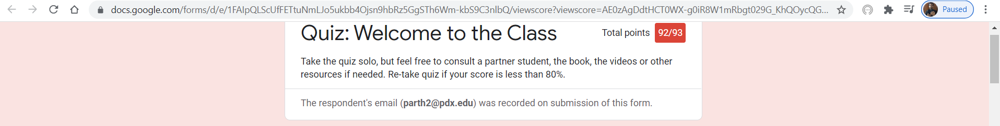 docs.google.com/forms/d/e/1FAIpQLScUfFETtuNmLJo5ukbb4Ojsn9hbRz5GgSTh6Wm-kbS9C3nlbQ/viewscore?viewscore=AE0zAgDdtHCT0WX-g0iR8W1mRbgt029G_KhQOycQG...
Paused
Quiz: Welcome to the Class
Total points 92/93
Take the quiz solo, but feel free to consult a partner student, the book, the videos or other
resources if needed. Re-take quiz if your score is less than 80%.
The respondent's email (parth2@pdx.edu) was recorded on submission of this form.